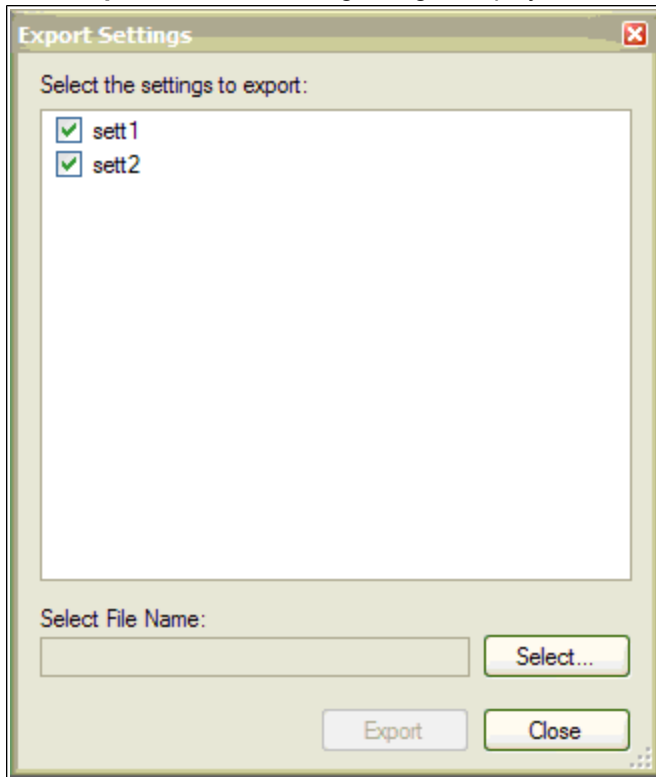 Export Settings
Select the settings to export:
sett1
sett2
Select File Name:
Select...
Export
Close